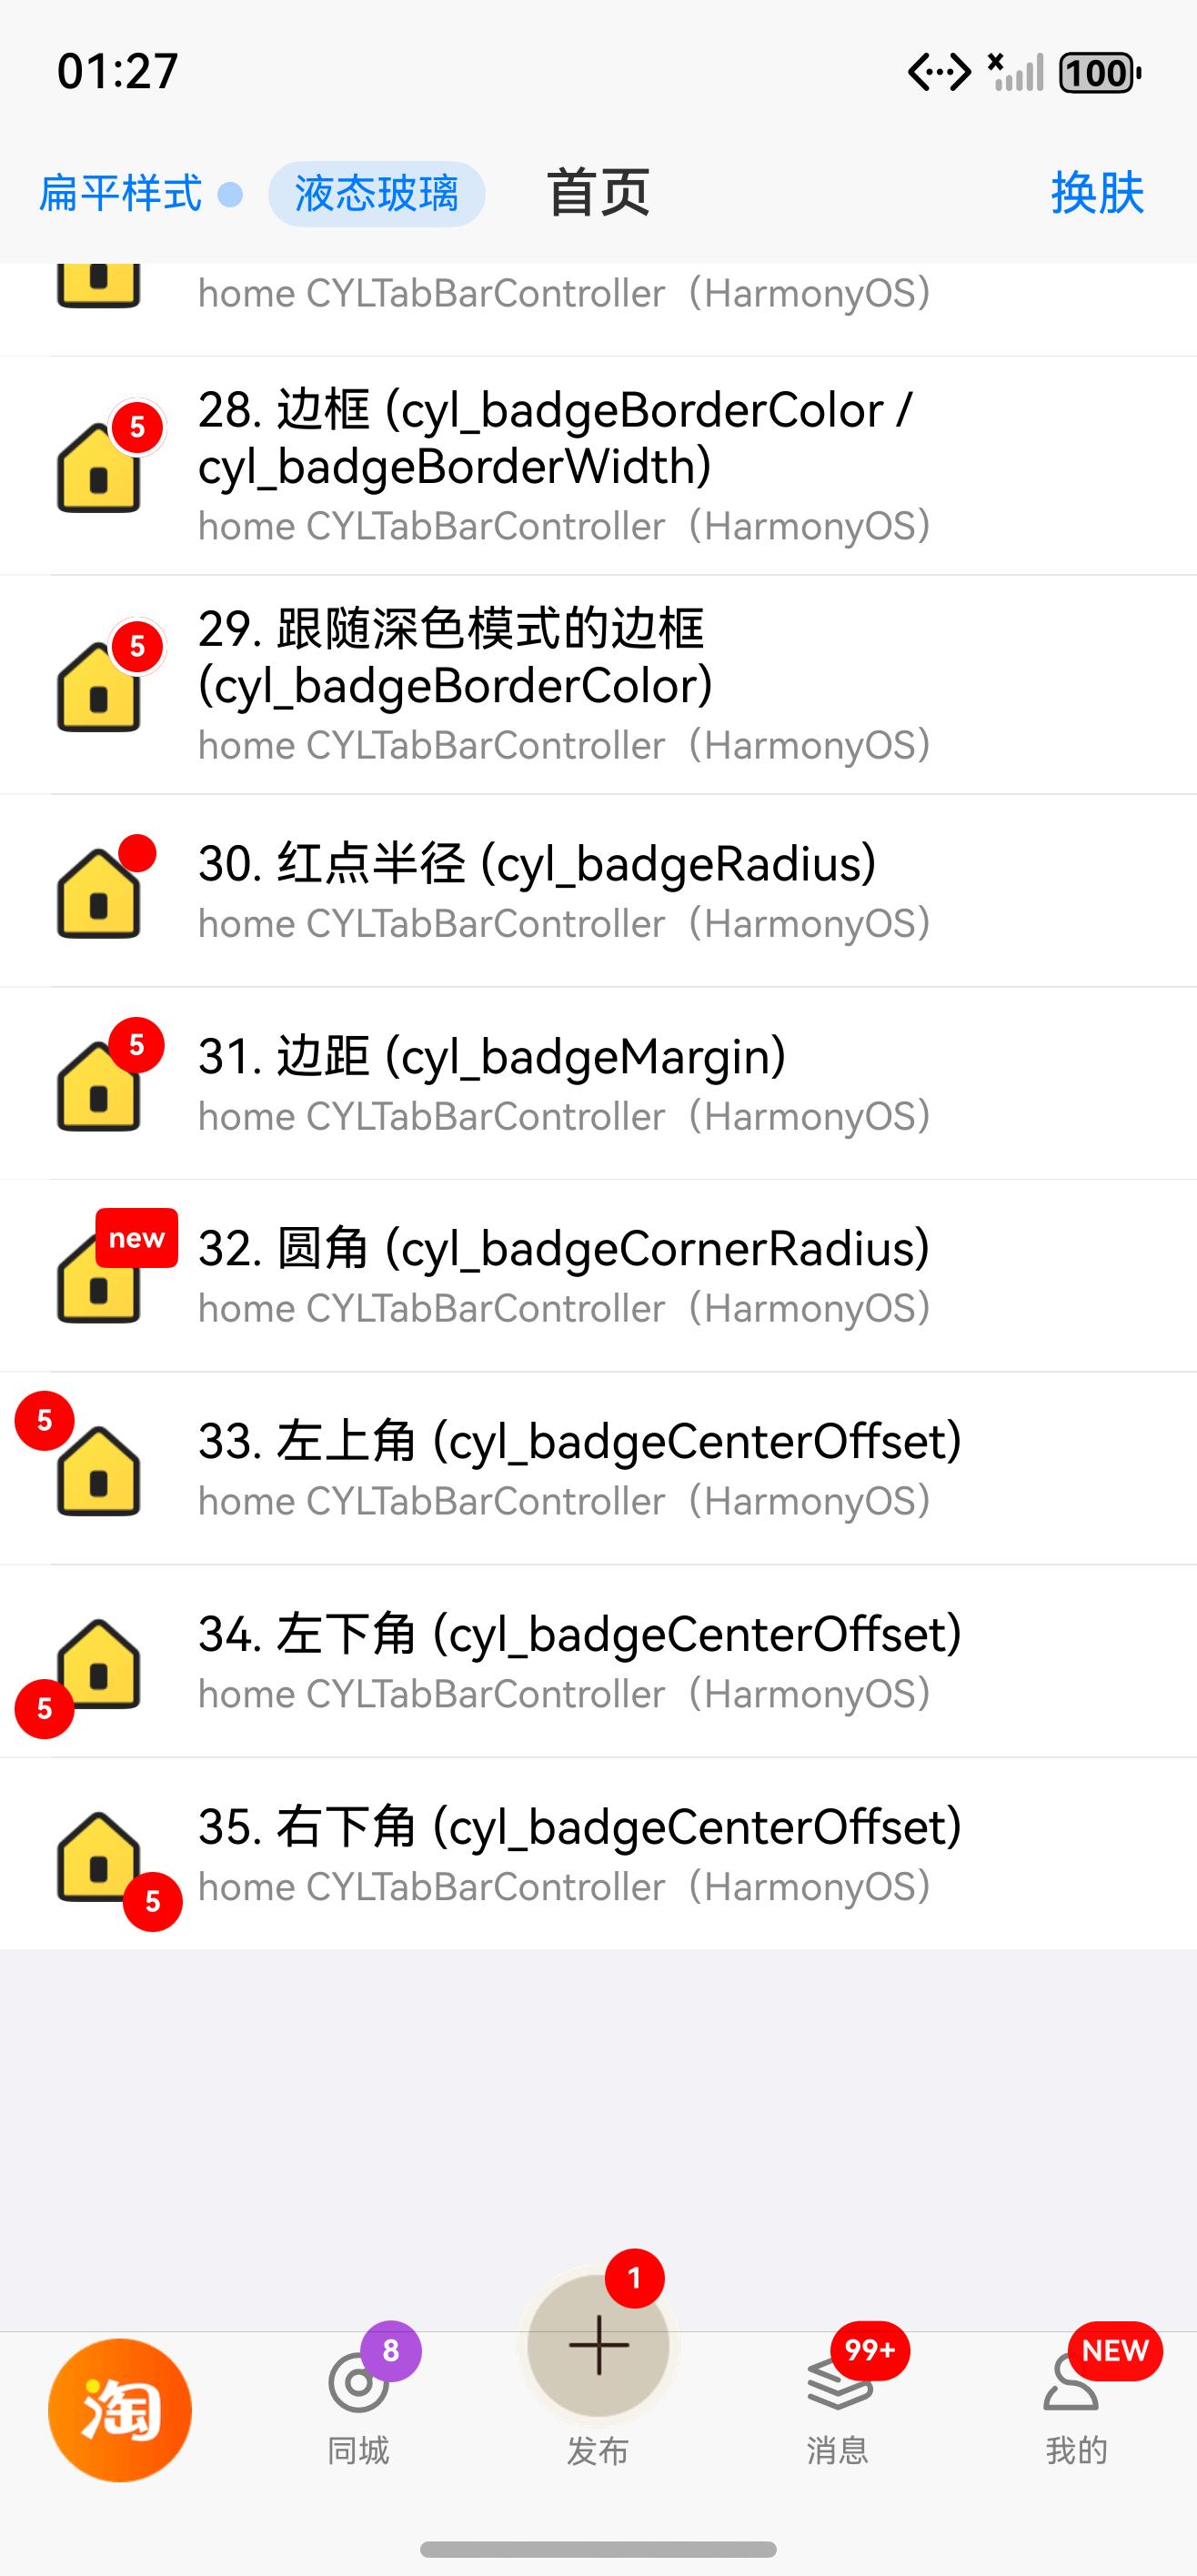 01:27
100
扁平样式
液态玻璃
首页
换肤
home CYLTabBarController（HarmonyOS）
5
28. 边框 (cyl_badgeBorderColor /
cyl_badgeBorderWidth)
home CYLTabBarController（HarmonyOS）
5
29. 跟随深色模式的边框
(cyl_badgeBorderColor)
home CYLTabBarController（HarmonyOS）
30. 红点半径 (cyl_badgeRadius)
home CYLTabBarController（HarmonyOS）
5
31. 边距 (cyl_badgeMargin)
home CYLTabBarController（HarmonyOS）
new
32. 圆角 (cyl_badgeCornerRadius)
home CYLTabBarController（HarmonyOS）
5
33. 左上角 (cyl_badgeCenterOffset)
home CYLTabBarController（HarmonyOS）
34. 左下角 (cyl_badgeCenterOffset)
5
home CYLTabBarController（HarmonyOS）
35. 右下角 (cyl_badgeCenterOffset)
5
home CYLTabBarController（HarmonyOS）
1
8
99+
NEW
淘
同城
发布
消息
我的